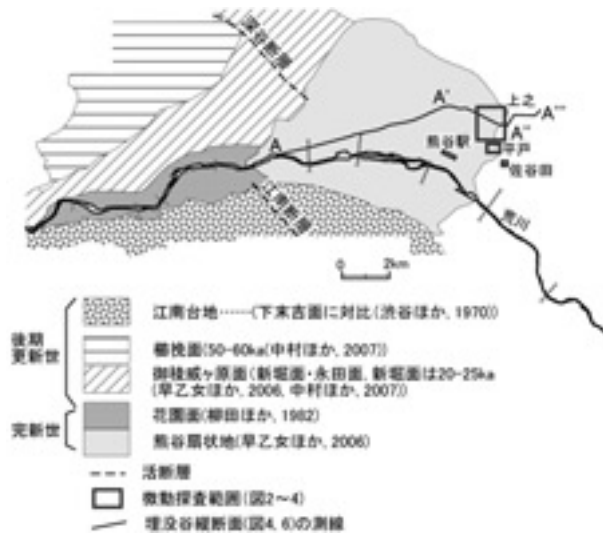 深谷断層
A
A'
上之
A'''
A''
熊谷駅
平戸
佐谷田
江南断層
荒川
0 2km
後期更新世
江南台地……(下末吉面に対比(渋谷ほか, 1970))
櫛挽面(50-60ka(中村ほか, 2007))
御稜威ヶ原面(新堀面・永田面, 新堀面は20-25ka
(早乙女ほか, 2006, 中村ほか, 2007)
完新世
花園面(柳田ほか, 1982)
熊谷扇状地(早乙女ほか, 2006)
活断層
微動探査範囲(図2～4)
埋没谷縦断面(図4, 6)の測線